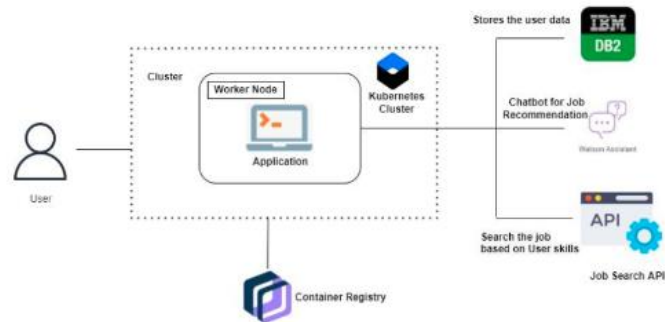 Stores the user data
IBM
DB2
Cluster
Worker Node
Kubernetes
Cluster
Chatbot for Job
Recommendation
Watson Assistant
Application
User
API
Search the job
based on User skills
Job Search API
Container Registry